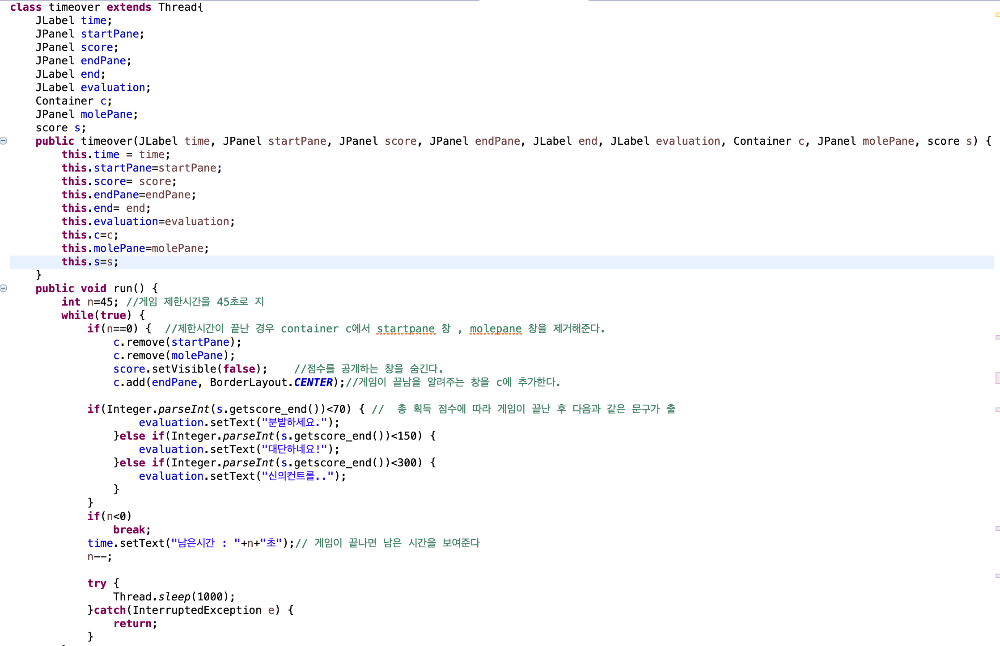 class timeover extends Thread{
    JLabel time;
    JPanel startPane;
    JPanel score;
    JPanel endPane;
    JLabel end;
    JLabel evaluation;
    Container c;
    JPanel molePane;
    score s;
    public timeover(JLabel time, JPanel startPane, JPanel score, JPanel endPane, JLabel end, JLabel evaluation, Container c, JPanel molePane, score s) {
        this.time = time;
        this.startPane=startPane;
        this.score= score;
        this.endPane=endPane;
        this.end= end;
        this.evaluation=evaluation;
        this.c=c;
        this.molePane=molePane;
        this.s=s;
    }
    public void run() {
        int n=45; //게임 제한시간을 45초로 지
        while(true) {
            if(n==0) {  //제한시간이 끝난 경우 container c에서 startpane 창 , molepane 창을 제거해준다.
                c.remove(startPane);
                c.remove(molePane);
                score.setVisible(false);    //점수를 공개하는 창을 숨긴다.
                c.add(endPane, BorderLayout.CENTER);//게임이 끝남을 알려주는 창을 c에 추가한다.

            if(Integer.parseInt(s.getscore_end())<70) { //  총 획득 점수에 따라 게임이 끝난 후 다음과 같은 문구가 출
                    evaluation.setText("분발하세요.");
                }else if(Integer.parseInt(s.getscore_end())<150) {
                    evaluation.setText("대단하네요!");
                }else if(Integer.parseInt(s.getscore_end())<300) {
                    evaluation.setText("신의컨트롤..");
                }
            }
            if(n<0)
                break;
            time.setText("남은시간 : "+n+"초");// 게임이 끝나면 남은 시간을 보여준다
            n--;

            try {
                Thread.sleep(1000);
            }catch(InterruptedException e) {
                return;
            }